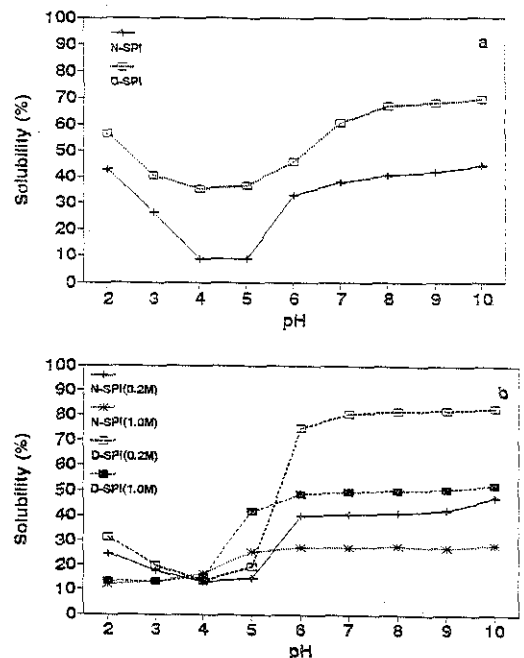 a
Solubility (%)
100
90
80
70
60
50
40
30
20
10
0
N-SPI
D-SPI
2 3 4 5 6 7 8 9 10
pH
b
Solubility (%)
100
90
80
70
60
50
40
30
20
10
0
N-SPI(0.2M)
N-SPI(1.0M)
D-SPI(0.2M)
D-SPI(1.0M)
2 3 4 5 6 7 8 9 10
pH